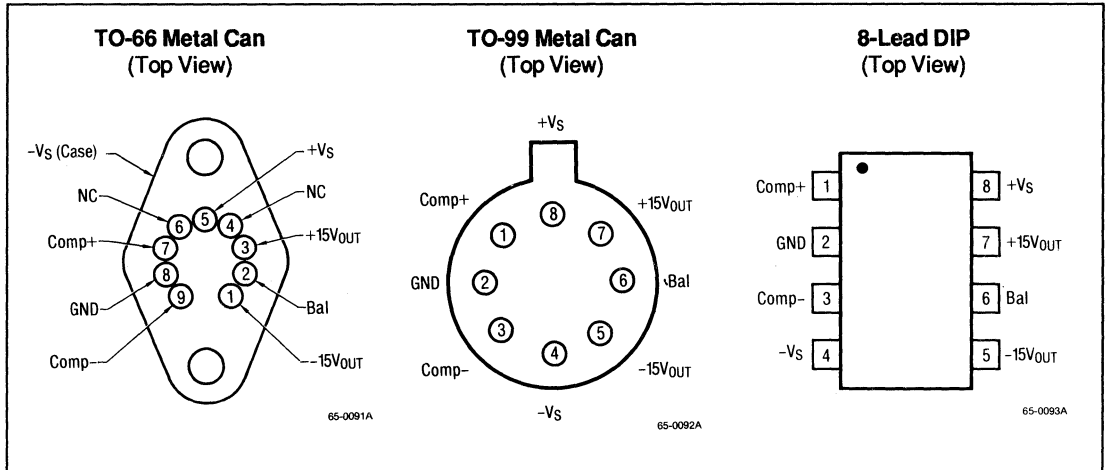 TO-66 Metal Can
(Top View)
–VS (Case)
+VS
NC
NC
5
6
4
Comp+
7
3
+15VOUT
8
2
GND
9
1
Bal
Comp–
–15VOUT
65-0091A
TO-99 Metal Can
(Top View)
+VS
Comp+
+15VOUT
8
1
7
GND
2
6
Bal
3
5
4
Comp–
–15VOUT
–VS
65-0092A
8-Lead DIP
(Top View)
Comp+ 1
8 +VS
GND 2
7 +15VOUT
Comp– 3
6 Bal
–VS 4
5 –15VOUT
65-0093A